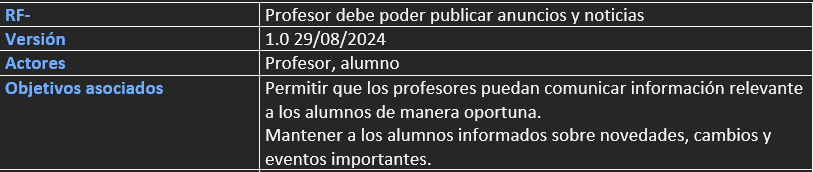 RF- Profesor debe poder publicar anuncios y noticias
Versión 1.0 29/08/2024
Actores Profesor, alumno
Objetivos asociados Permitir que los profesores puedan comunicar información relevante
a los alumnos de manera oportuna.
Mantener a los alumnos informados sobre novedades, cambios y
eventos importantes.